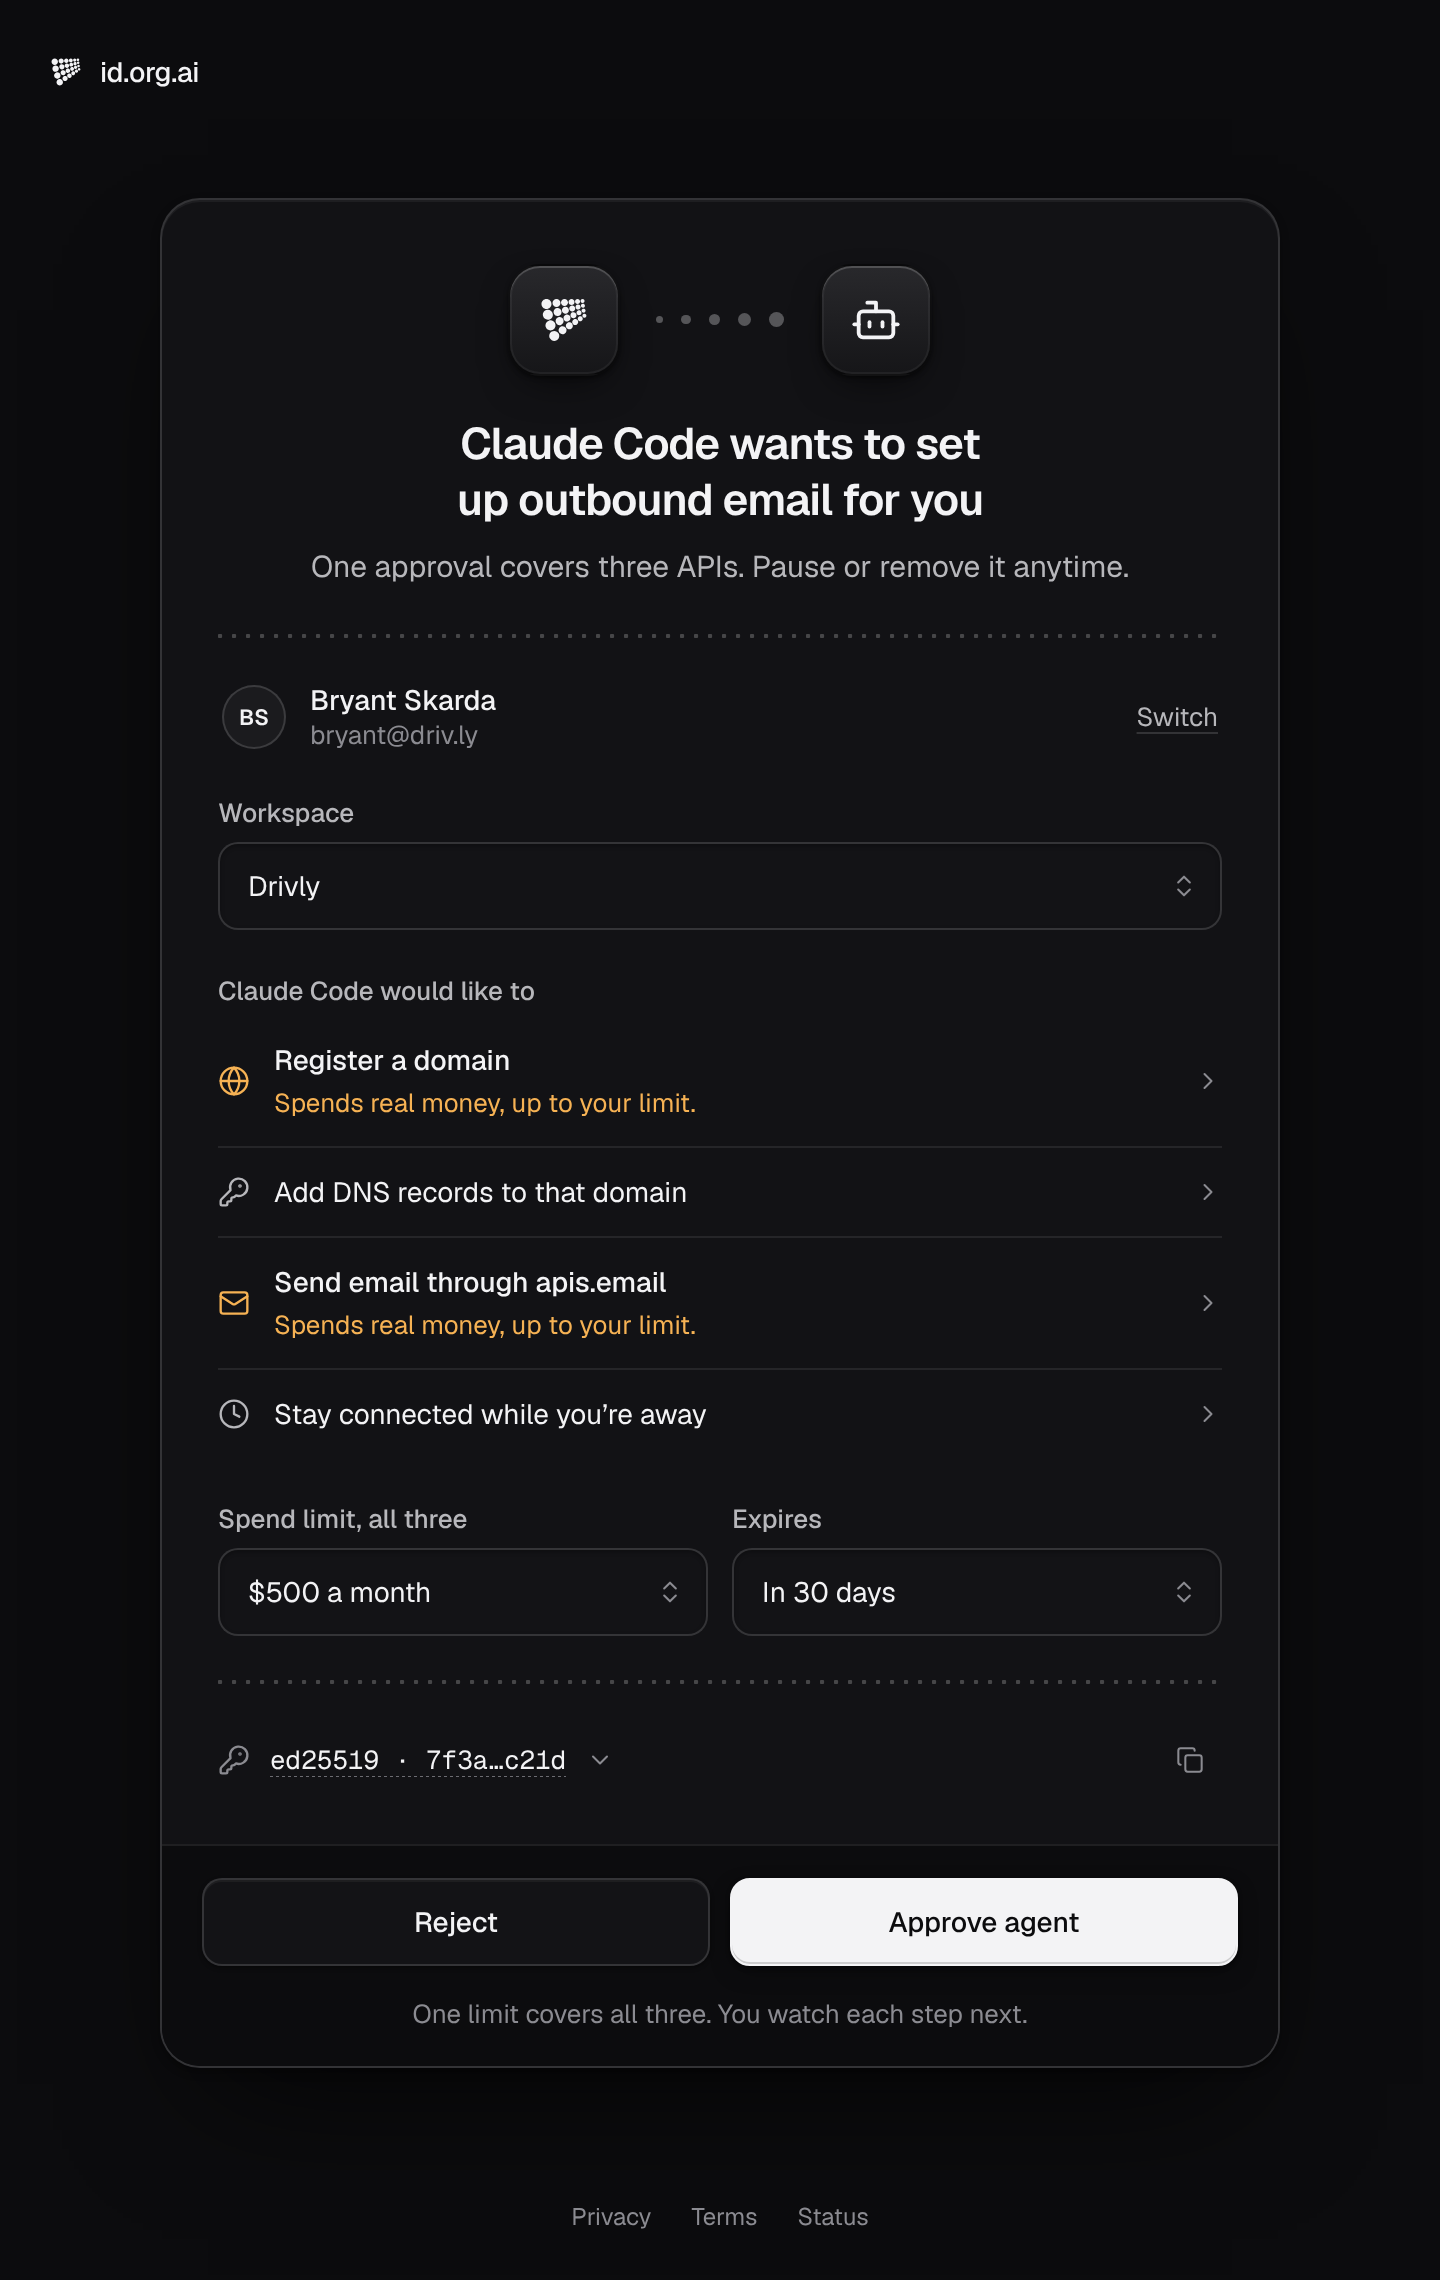 id.org.ai
Claude Code wants to set
up outbound email for you
One approval covers three APIs. Pause or remove it anytime.
BS
Bryant Skarda
bryant@driv.ly
Switch
Workspace
Drivly
Claude Code would like to
Register a domain
Spends real money, up to your limit.
Add DNS records to that domain
Send email through apis.email
Spends real money, up to your limit.
Stay connected while you’re away
Spend limit, all three
Expires
$500 a month
In 30 days
ed25519 · 7f3a…c21d
Reject
Approve agent
One limit covers all three. You watch each step next.
Privacy
Terms
Status